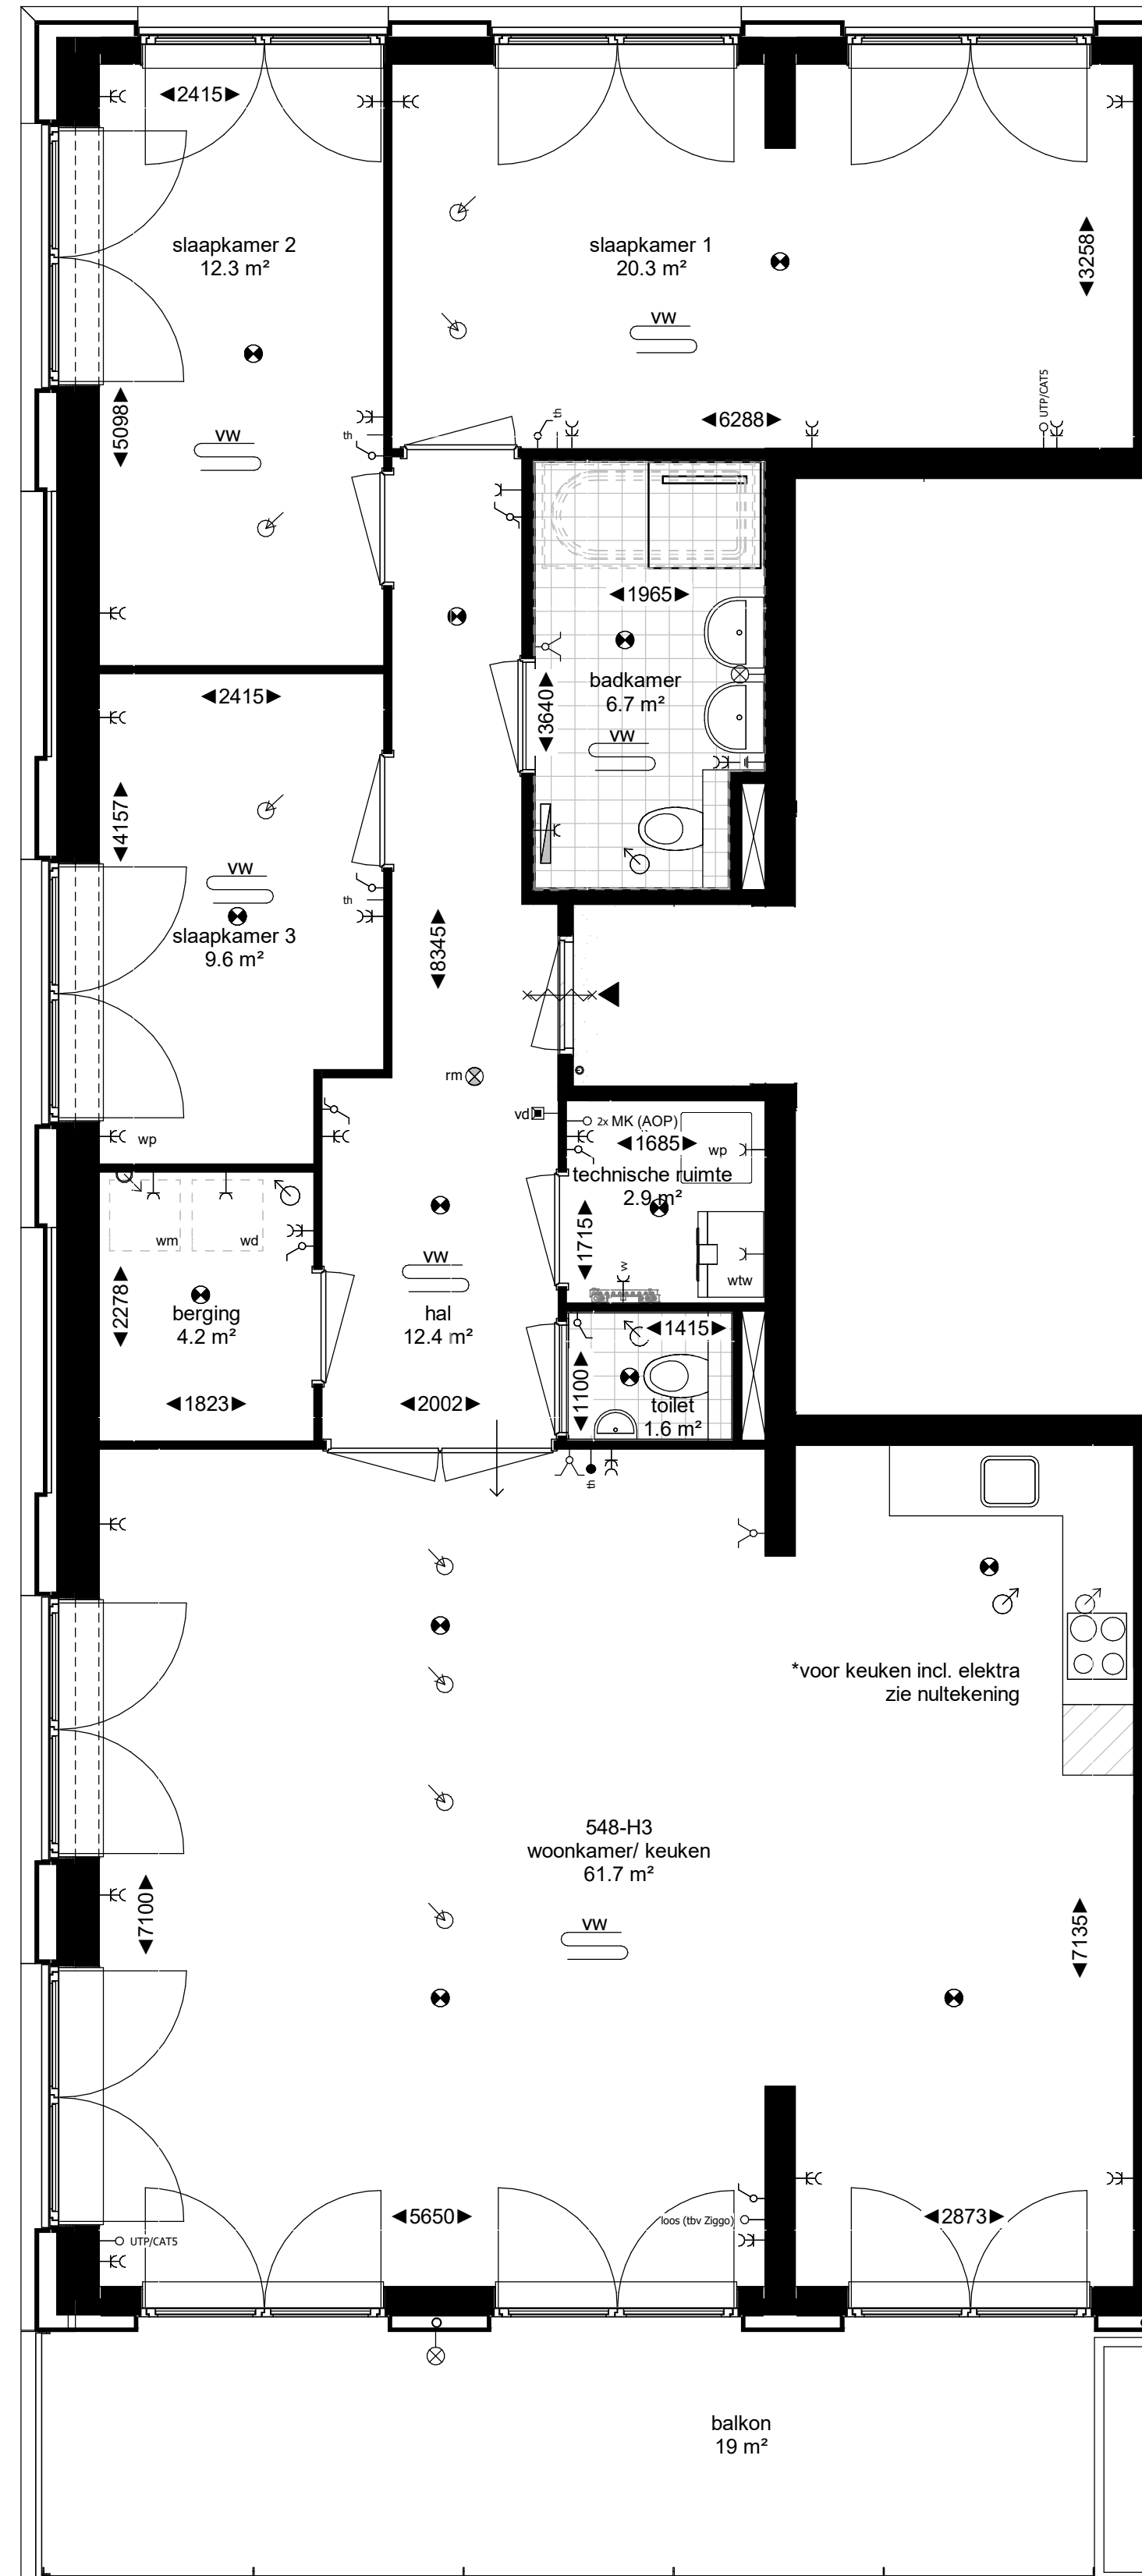 2415
slaapkamer 2
12.3 m²
slaapkamer 1
20.3 m²
3258
vw
UTP/CAT5
5098
vw
th
th
6288
1965
badkamer
6.7 m²
3640
vw
2415
4157
vw
th
slaapkamer 3
9.6 m²
8345
rm
wp
vd
2x MK (AOP)
1685
wp
technische ruimte
2.9 m²
1715
vv
wtw
wm
wd
2278
berging
4.2 m²
1823
vw
hal
12.4 m²
2002
1415
1100
toilet
1.6 m²
th
*voor keuken incl. elektra
zie nultekening
548-H3
woonkamer/ keuken
61.7 m²
vw
7100
7135
5650
loos (tbv Ziggo)
2873
UTP/CAT5
balkon
19 m²